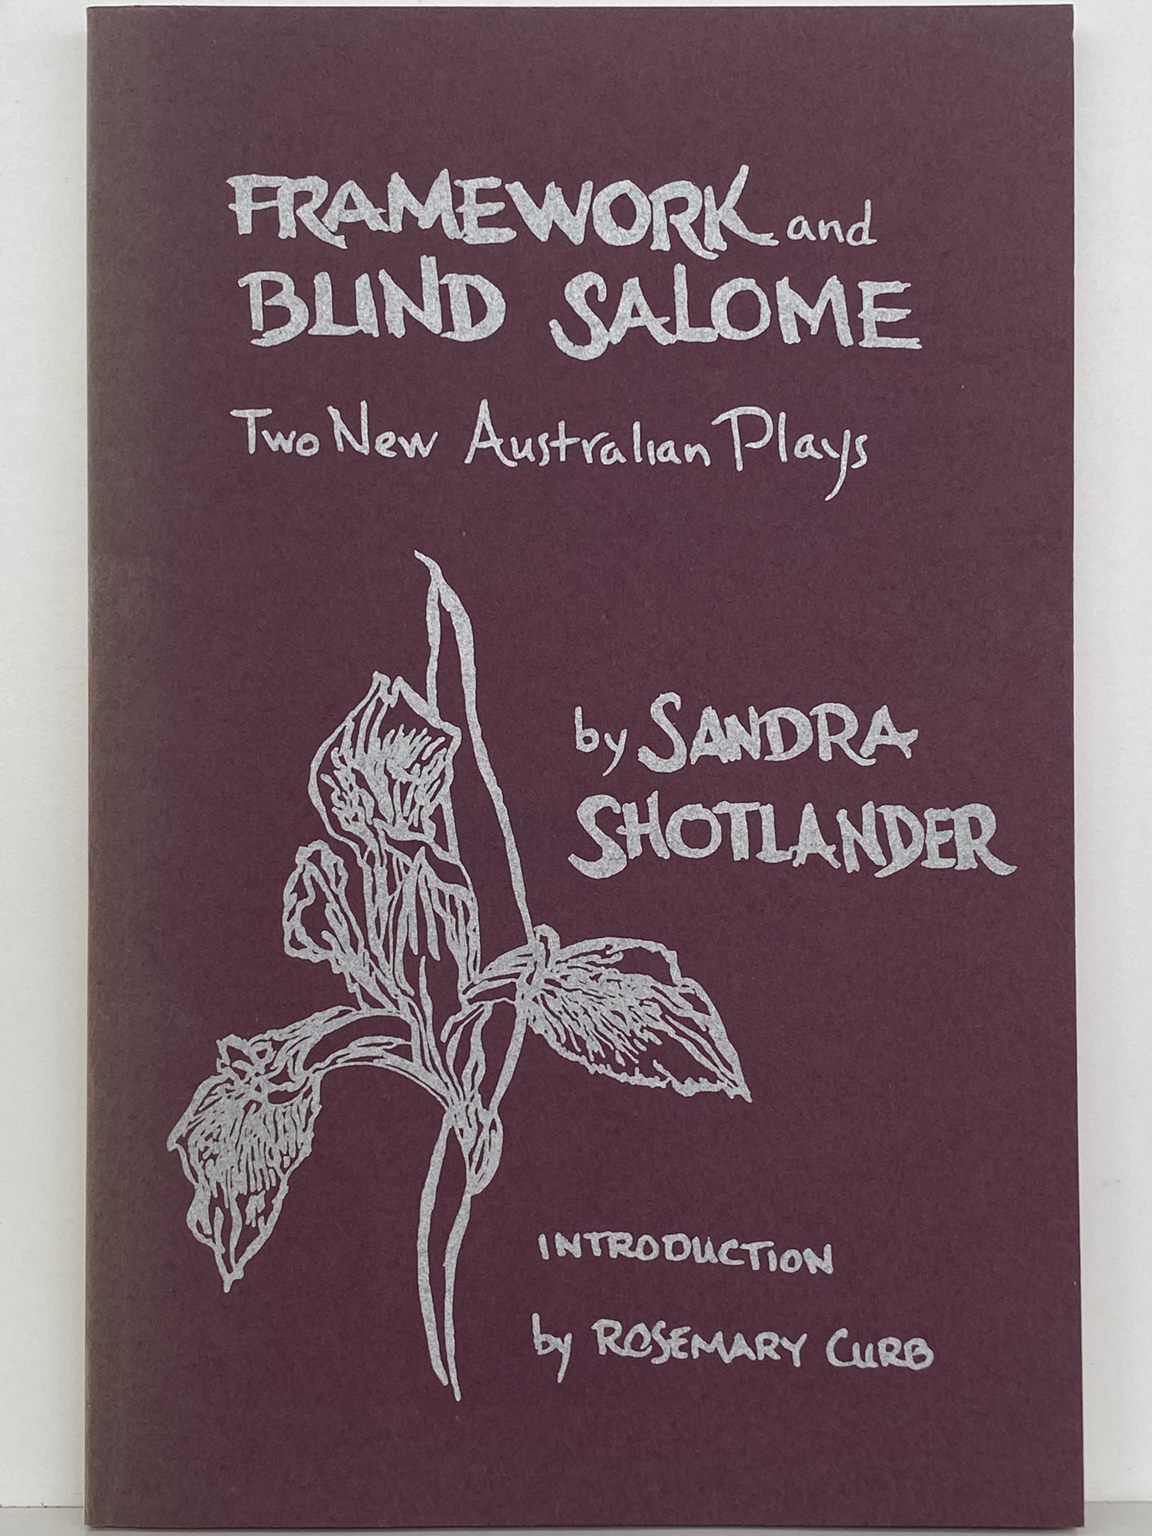 FRAMEWORK and
BLIND SALOME
Two New Australian Plays
by SANDRA
SHOTLANDER
INTRODUCTION
by ROSEMARY CURB